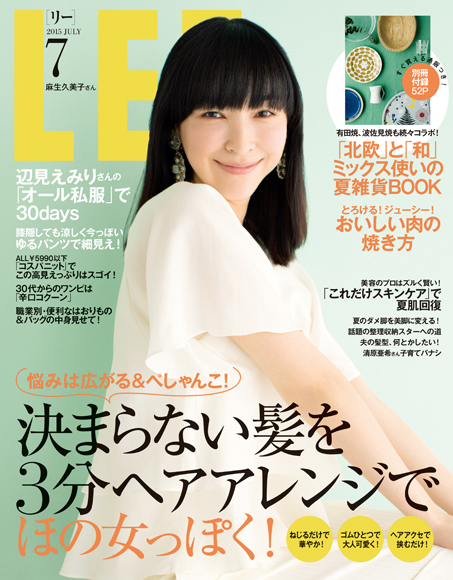 LEE
[リー]
2015 JULY
7
麻生久美子さん
すぐ買える通販つき！
別冊
付録
52P
有田焼、波佐見焼も続々コラボ！
「北欧」と「和」
ミックス使いの
夏雑貨BOOK
とろける！ジューシー！
おいしい肉の
焼き方
辺見えみりさんの
「オール私服」で
30days
膝隠しても涼しく今っぽい
ゆるパンツで細見え！
ALL￥5990以下
「コスパニット」で
この高見えっぷりはスゴイ！
30代からのワンピは
「辛口コクーン」
職業別・便利なはおりもの
＆バッグの中身見せて！
美容のプロはズルく賢い！
「これだけスキンケア」で
夏肌回復
夏のダメ脚を美脚に変える！
話題の整理収納スターへの道
夫の髪型、何とかしたい！
清原亜希さん子育てバナシ
悩みは広がる＆ぺしゃんこ！
決まらない髪を
3分ヘアアレンジで
ほの女っぽく！
ねじるだけで
華やか！
ゴムひとつで
大人可愛く！
ヘアアクセで
挟むだけ！